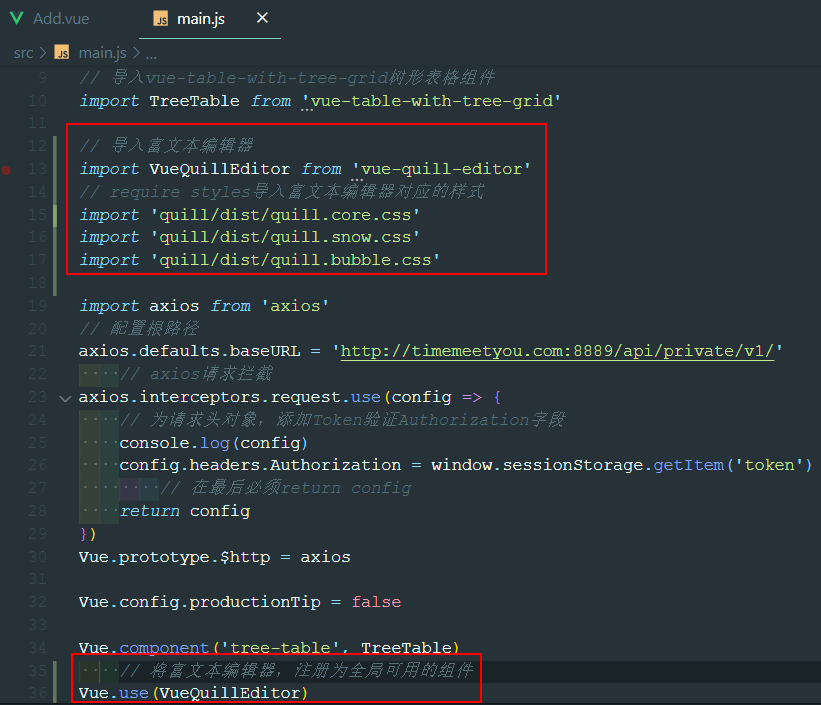 Add.vue JS main.js ×
src > JS main.js > ...
9 // 导入vue-table-with-tree-grid树形表格组件
10 import TreeTable from 'vue-table-with-tree-grid'
11
12 // 导入富文本编辑器
13 import VueQuillEditor from 'vue-quill-editor'
14 // require styles导入富文本编辑器对应的样式
15 import 'quill/dist/quill.core.css'
16 import 'quill/dist/quill.snow.css'
17 import 'quill/dist/quill.bubble.css'
18
19 import axios from 'axios'
20 // 配置根路径
21 axios.defaults.baseURL = 'http://timemeetyou.com:8889/api/private/v1/'
22 // axios请求拦截
23 axios.interceptors.request.use(config => {
24 // 为请求头对象，添加Token验证Authorization字段
25 console.log(config)
26 config.headers.Authorization = window.sessionStorage.getItem('token')
27 // 在最后必须return config
28 return config
29 })
30 Vue.prototype.$http = axios
31
32 Vue.config.productionTip = false
33
34 Vue.component('tree-table', TreeTable)
35 // 将富文本编辑器，注册为全局可用的组件
36 Vue.use(VueQuillEditor)